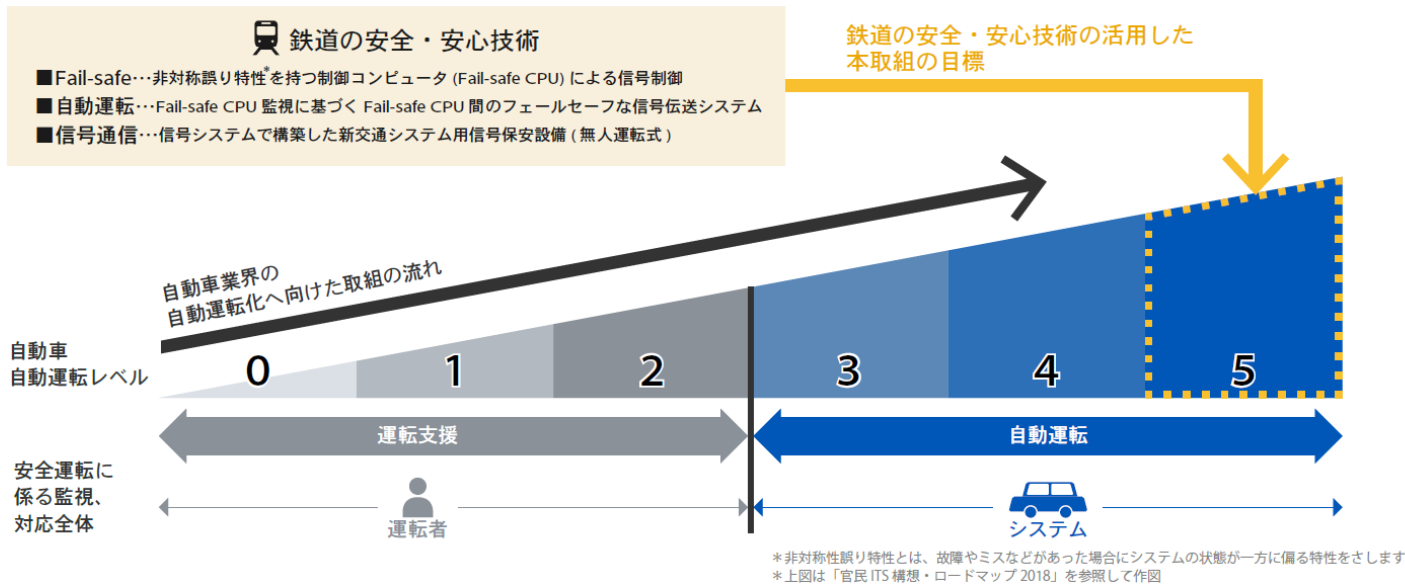 鉄道の安全・安心技術
■Fail-safe…非対称誤り特性*を持つ制御コンピュータ (Fail-safe CPU) による信号制御
■自動運転…Fail-safe CPU 監視に基づく Fail-safe CPU 間のフェールセーフな信号伝送システム
■信号通信…信号システムで構築した新交通システム用信号保安設備 ( 無人運転式 )
鉄道の安全・安心技術の活用した
本取組の目標
自動車業界の
自動運転化へ向けた取組の流れ
自動車
自動運転レベル
0
1
2
3
4
5
運転支援
自動運転
安全運転に
係る監視、
対応全体
運転者
システム
＊非対称性誤り特性とは、故障やミスなどがあった場合にシステムの状態が一方に偏る特性をさします
＊上図は「官民 ITS 構想・ロードマップ 2018」を参照して作図